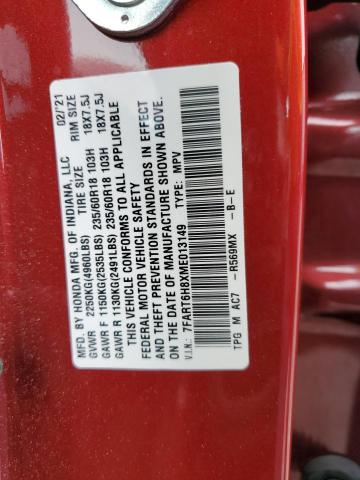 MFD. BY HONDA MFG. OF INDIANA, LLC 02/'21
TIRE SIZE RIM SIZE
GVWR 2250KG(4960LBS)
GAWR F 1150KG(2535LBS) 235/60R18 103H 18X7.5J
GAWR R 1130KG(2491LBS) 235/60R18 103H 18X7.5J
THIS VEHICLE CONFORMS TO ALL APPLICABLE
FEDERAL MOTOR VEHICLE SAFETY
AND THEFT PREVENTION STANDARDS IN EFFECT
ON THE DATE OF MANUFACTURE SHOWN ABOVE.
V.I.N.: 7FART6H8XME013149 TYPE: MPV
TPG M AC7 -R569MX -B-E